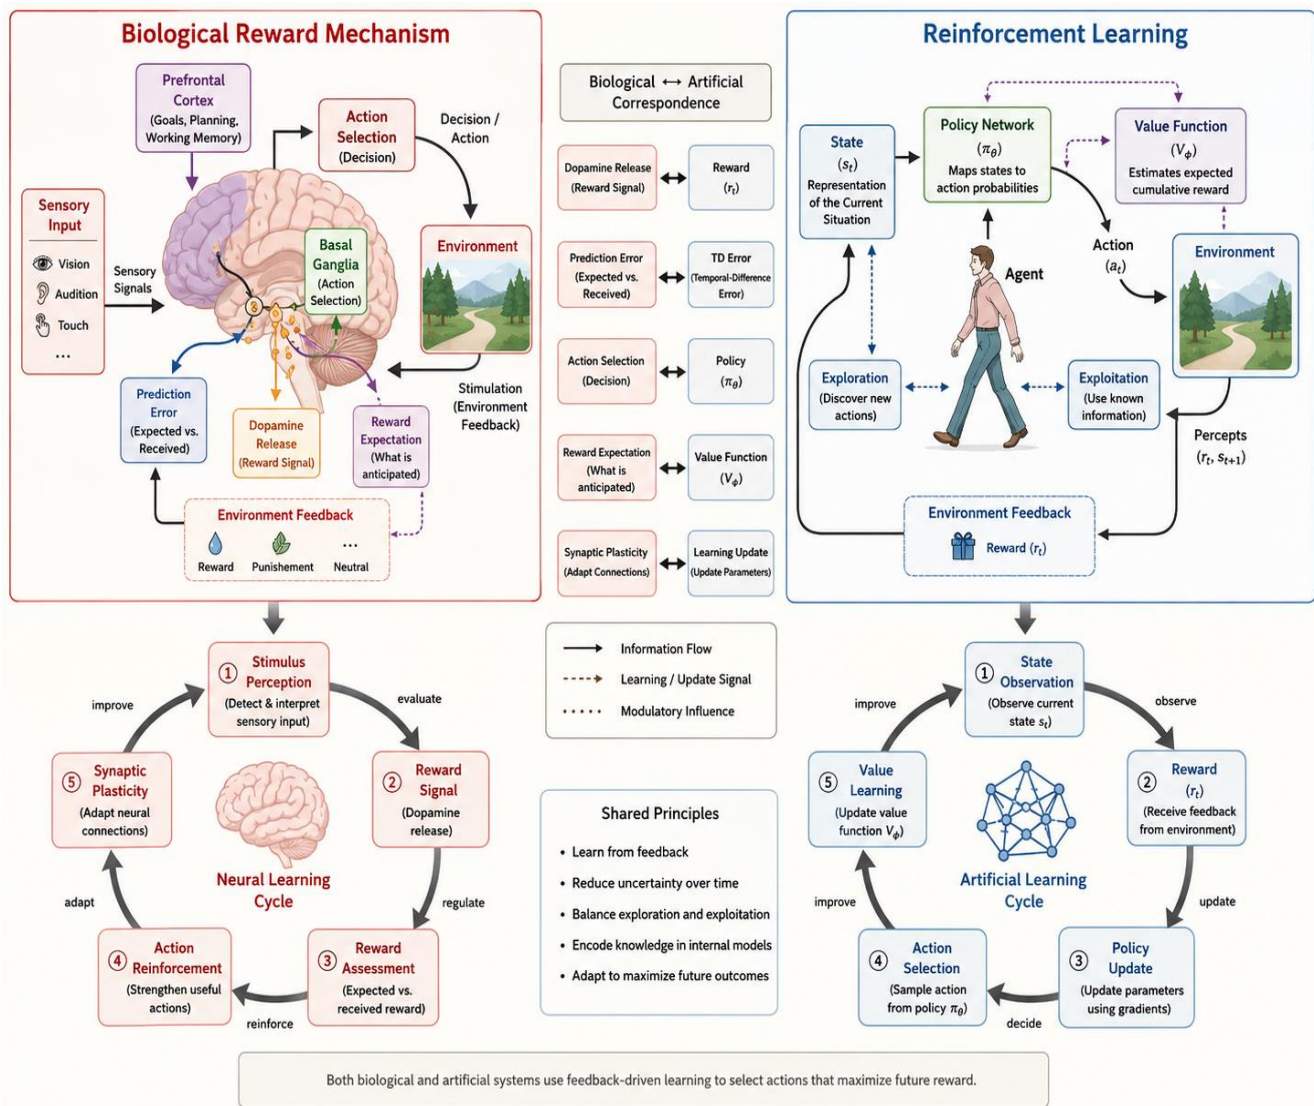 Biological Reward Mechanism
Prefrontal
Cortex
(Goals, Planning,
Working Memory)
Action
Selection
(Decision)
Decision /
Action
Sensory
Input
Vision
Audition
Touch
...
Sensory
Signals
Basal
Ganglia
(Action
Selection)
Environment
S
Stimulation
(Environment
Feedback)
Prediction
Error
(Expected vs.
Received)
Dopamine
Release
(Reward Signal)
Reward
Expectation
(What is
anticipated)
Environment Feedback
Reward
Punishement
...
Neutral
Biological ↔ Artificial
Correspondence
Dopamine Release
(Reward Signal)
Reward
(r_t)
Prediction Error
(Expected vs.
Received)
TD Error
(Temporal-Difference
Error)
Action Selection
(Decision)
Policy
(π_θ)
Reward Expectation
(What is
anticipated)
Value Function
(V_ϕ)
Synaptic Plasticity
(Adapt Connections)
Learning Update
(Update Parameters)
Reinforcement Learning
State
(s_t)
Representation
of the Current
Situation
Policy Network
(π_θ)
Maps states to
action probabilities
Value Function
(V_ϕ)
Estimates expected
cumulative reward
Agent
Action
(a_t)
Environment
Exploration
(Discover new
actions)
Exploitation
(Use known
information)
Percepts
(r_t, s_{t+1})
Environment Feedback
Reward (r_t)
① Stimulus
Perception
(Detect & interpret
sensory input)
evaluate
② Reward
Signal
(Dopamine
release)
regulate
③ Reward
Assessment
(Expected vs.
received reward)
reinforce
④ Action
Reinforcement
(Strengthen useful
actions)
adapt
⑤ Synaptic
Plasticity
(Adapt neural
connections)
improve
Neural Learning
Cycle
Information Flow
Learning / Update Signal
Modulatory Influence
Shared Principles
• Learn from feedback
• Reduce uncertainty over time
• Balance exploration and exploitation
• Encode knowledge in internal models
• Adapt to maximize future outcomes
① State
Observation
(Observe current
state s_t)
observe
② Reward
(r_t)
(Receive feedback
from environment)
update
③ Policy
Update
(Update parameters
using gradients)
decide
④ Action
Selection
(Sample action
from policy π_θ)
improve
⑤ Value
Learning
(Update value
function V_ϕ)
improve
Artificial Learning
Cycle
Both biological and artificial systems use feedback-driven learning to select actions that maximize future reward.